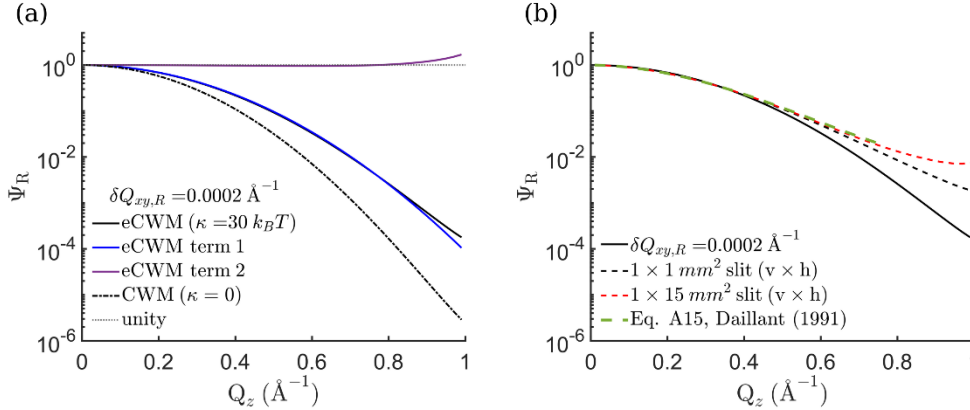 (a)
10^0
10^-2
10^-4
10^-6
Ψ_R
δQ_xy,R =0.0002 Å^-1
eCWM (κ =30 k_BT)
eCWM term 1
eCWM term 2
CWM (κ = 0)
unity
0 0.2 0.4 0.6 0.8 1
Q_z (Å^-1)
(b)
10^0
10^-2
10^-4
10^-6
Ψ_R
δQ_xy,R =0.0002 Å^-1
1 × 1 mm^2 slit (v × h)
1 × 15 mm^2 slit (v × h)
Eq. A15, Daillant (1991)
0 0.2 0.4 0.6 0.8
Q_z (Å^-1)